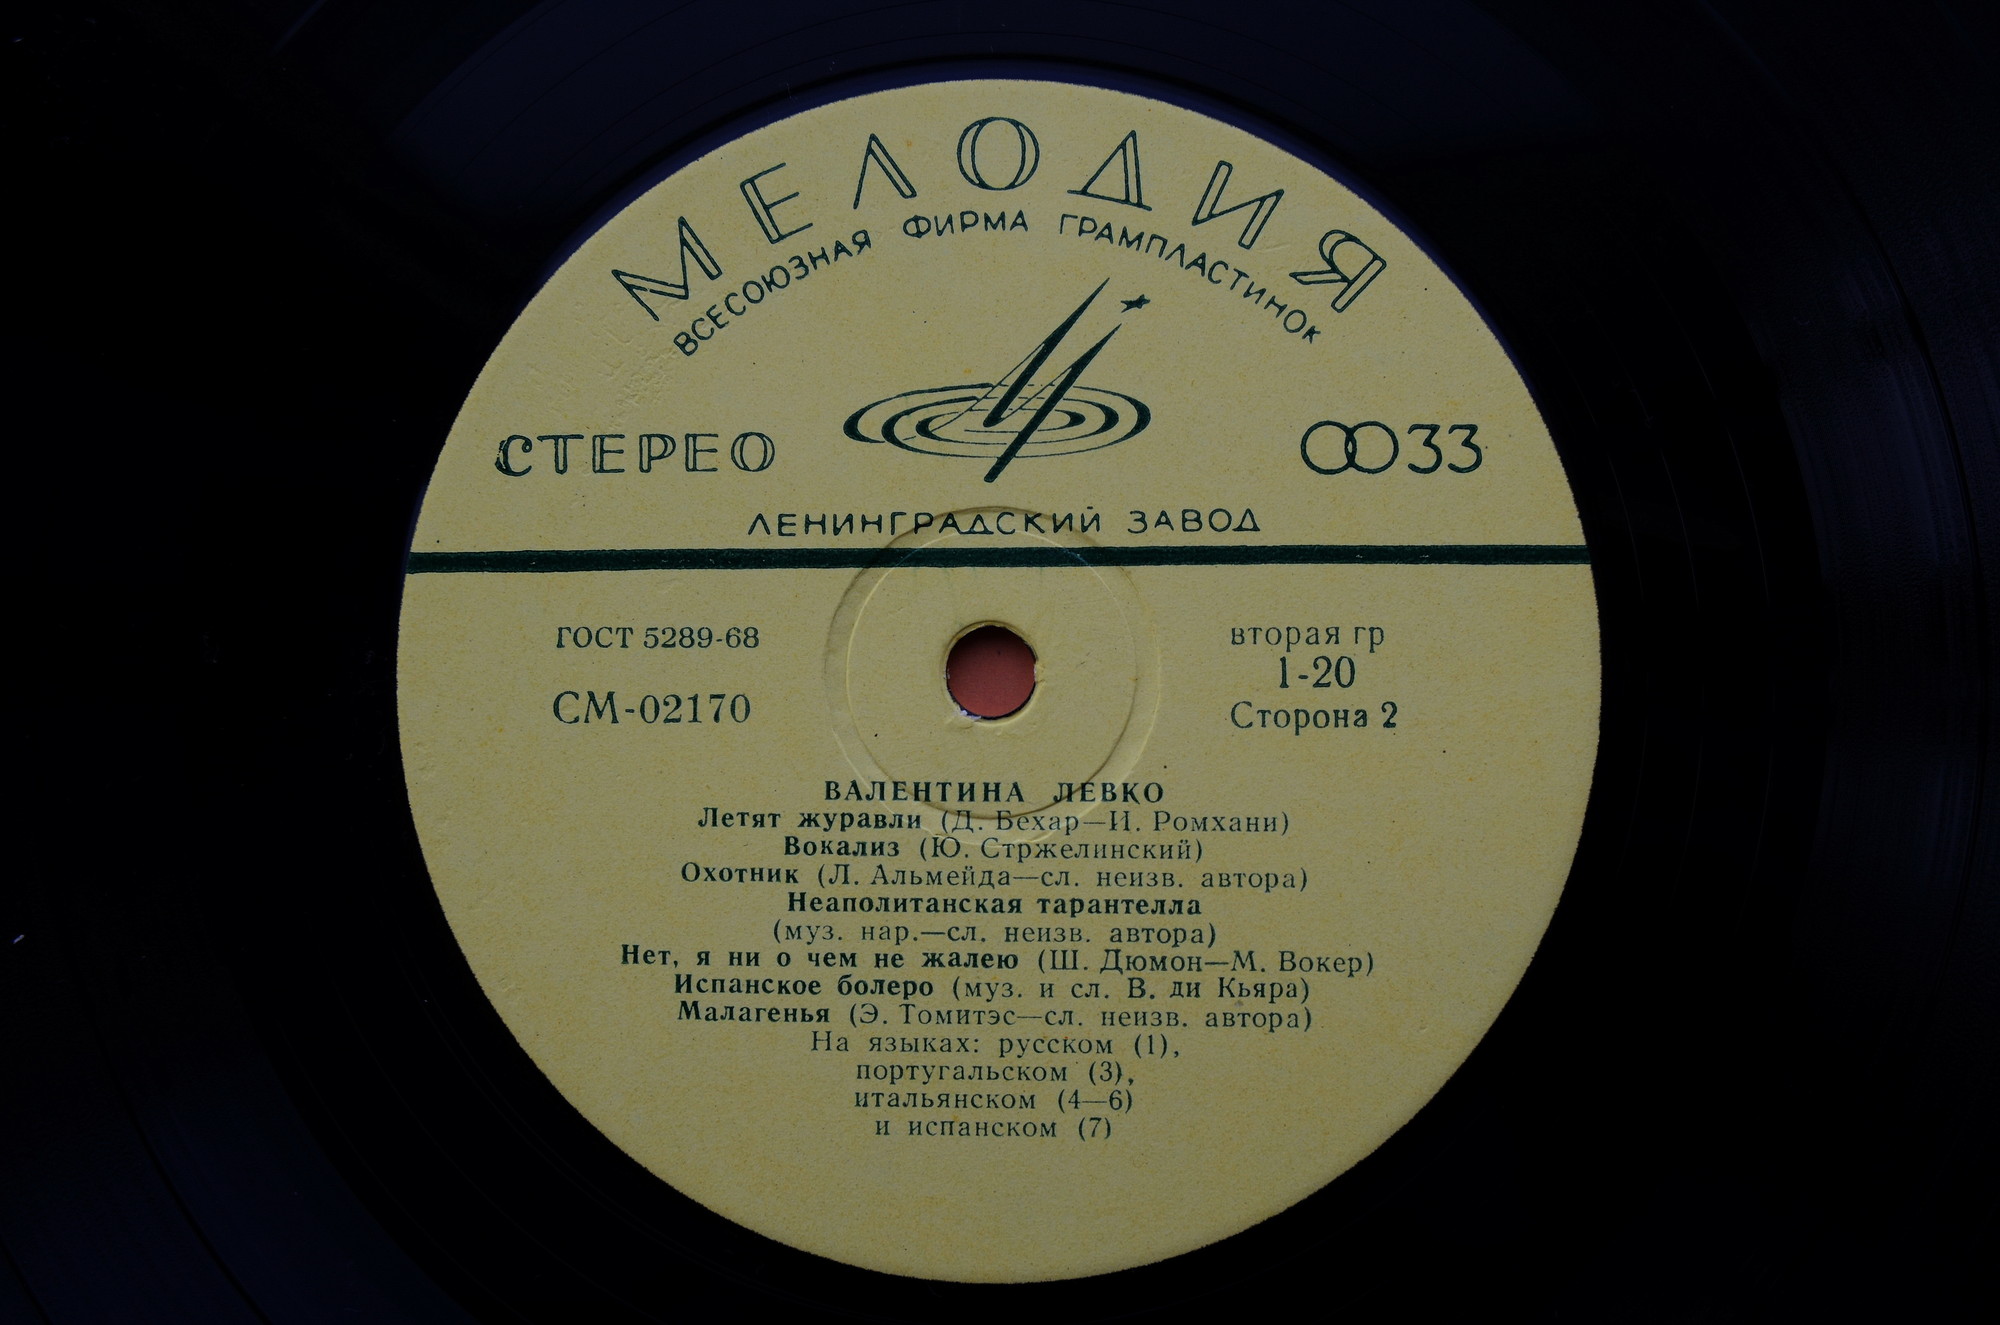 МЕЛОДИЯ
ВСЕСОЮЗНАЯ ФИРМА ГРАМПЛАСТИНОК
СТЕРЕО
33
ЛЕНИНГРАДСКИЙ ЗАВОД
ГОСТ 5289-68
вторая гр
1-20
СМ-02170
Сторона 2
ВАЛЕНТИНА ЛЕВКО
Летят журавли (Д. Бехар—И. Ромхани)
Вокализ (Ю. Стржелинский)
Охотник (Л. Альмейда—сл. неизв. автора)
Неаполитанская тарантелла
(муз. нар.—сл. неизв. автора)
Нет, я ни о чем не жалею (Ш. Дюмон—М. Вокер)
Испанское болеро (муз. и сл. В. ди Кьяра)
Малагенья (Э. Томитэс—сл. неизв. автора)
На языках: русском (1),
португальском (3),
итальянском (4—6)
и испанском (7)